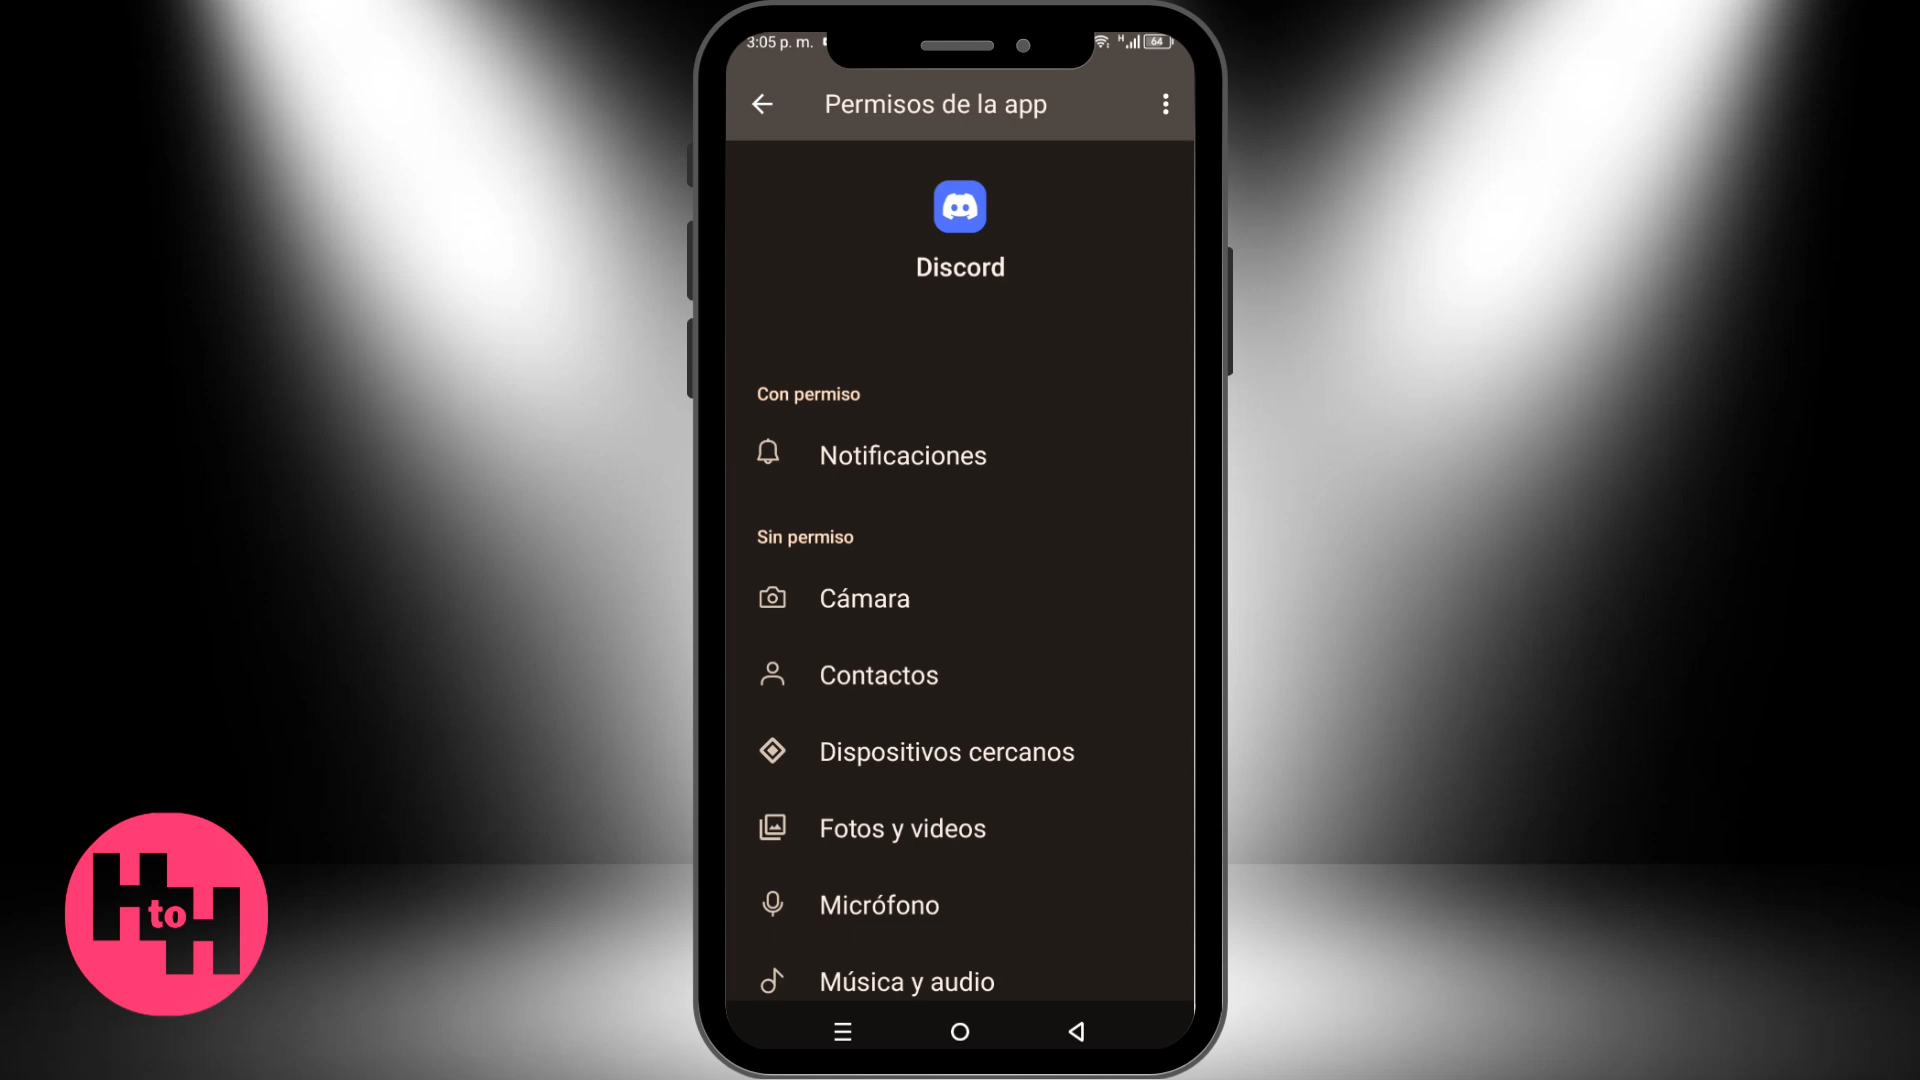 3:05 p. m.
H
64
Permisos de la app
Discord
Con permiso
Notificaciones
Sin permiso
Cámara
Contactos
Dispositivos cercanos
Fotos y videos
Micrófono
Música y audio
H to H